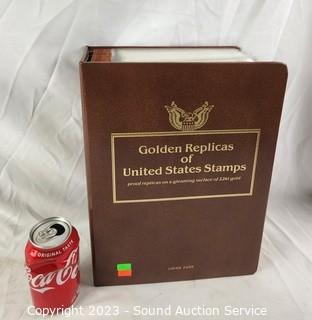 Golden Replicas
of
United States Stamps
proof replicas on a gleaming surface of 22kt gold
ORIGINAL TASTE
Coca-Cola
Copyright 2023 - Sound Auction Service